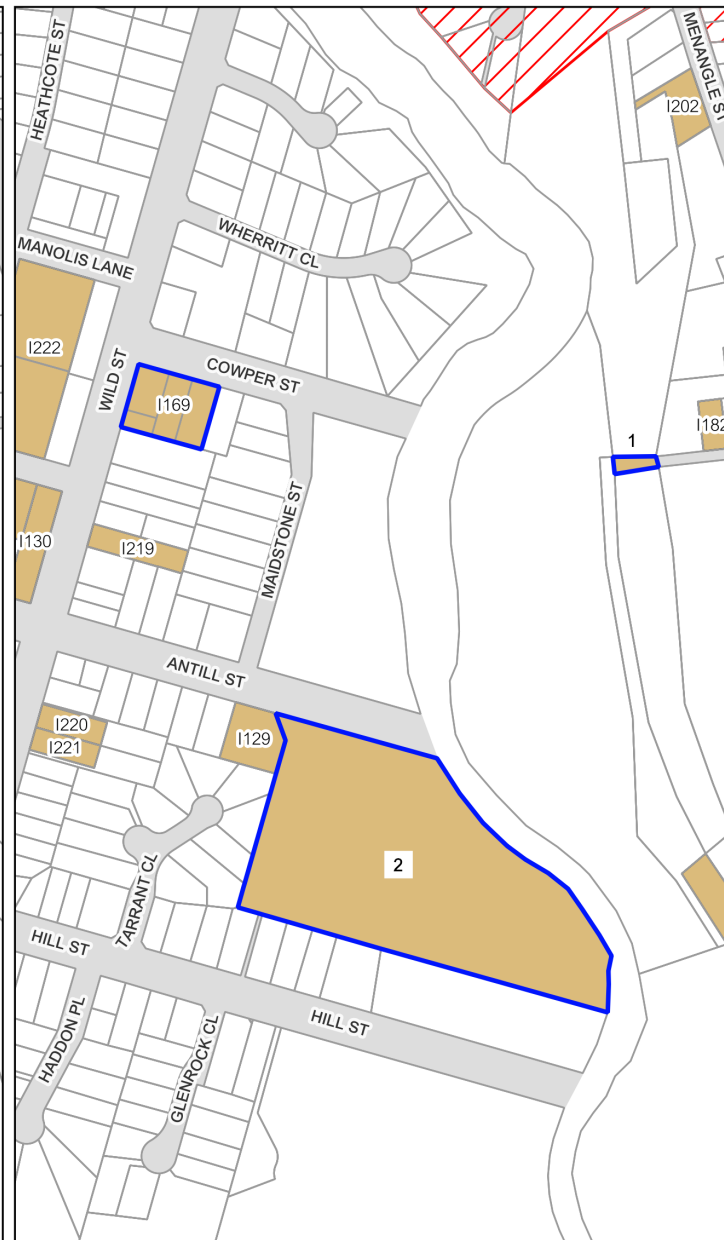 HEATHCOTE ST
MENANGLE ST
I202
WHERRITT CL
MANOLIS LANE
I222
WILD ST
COWPER ST
I169
I182
1
MAIDSTONE ST
I130
I219
ANTILL ST
I220
I129
I221
2
TARRANT CL
HILL ST
HILL ST
HADDON PL
GLENROCK CL